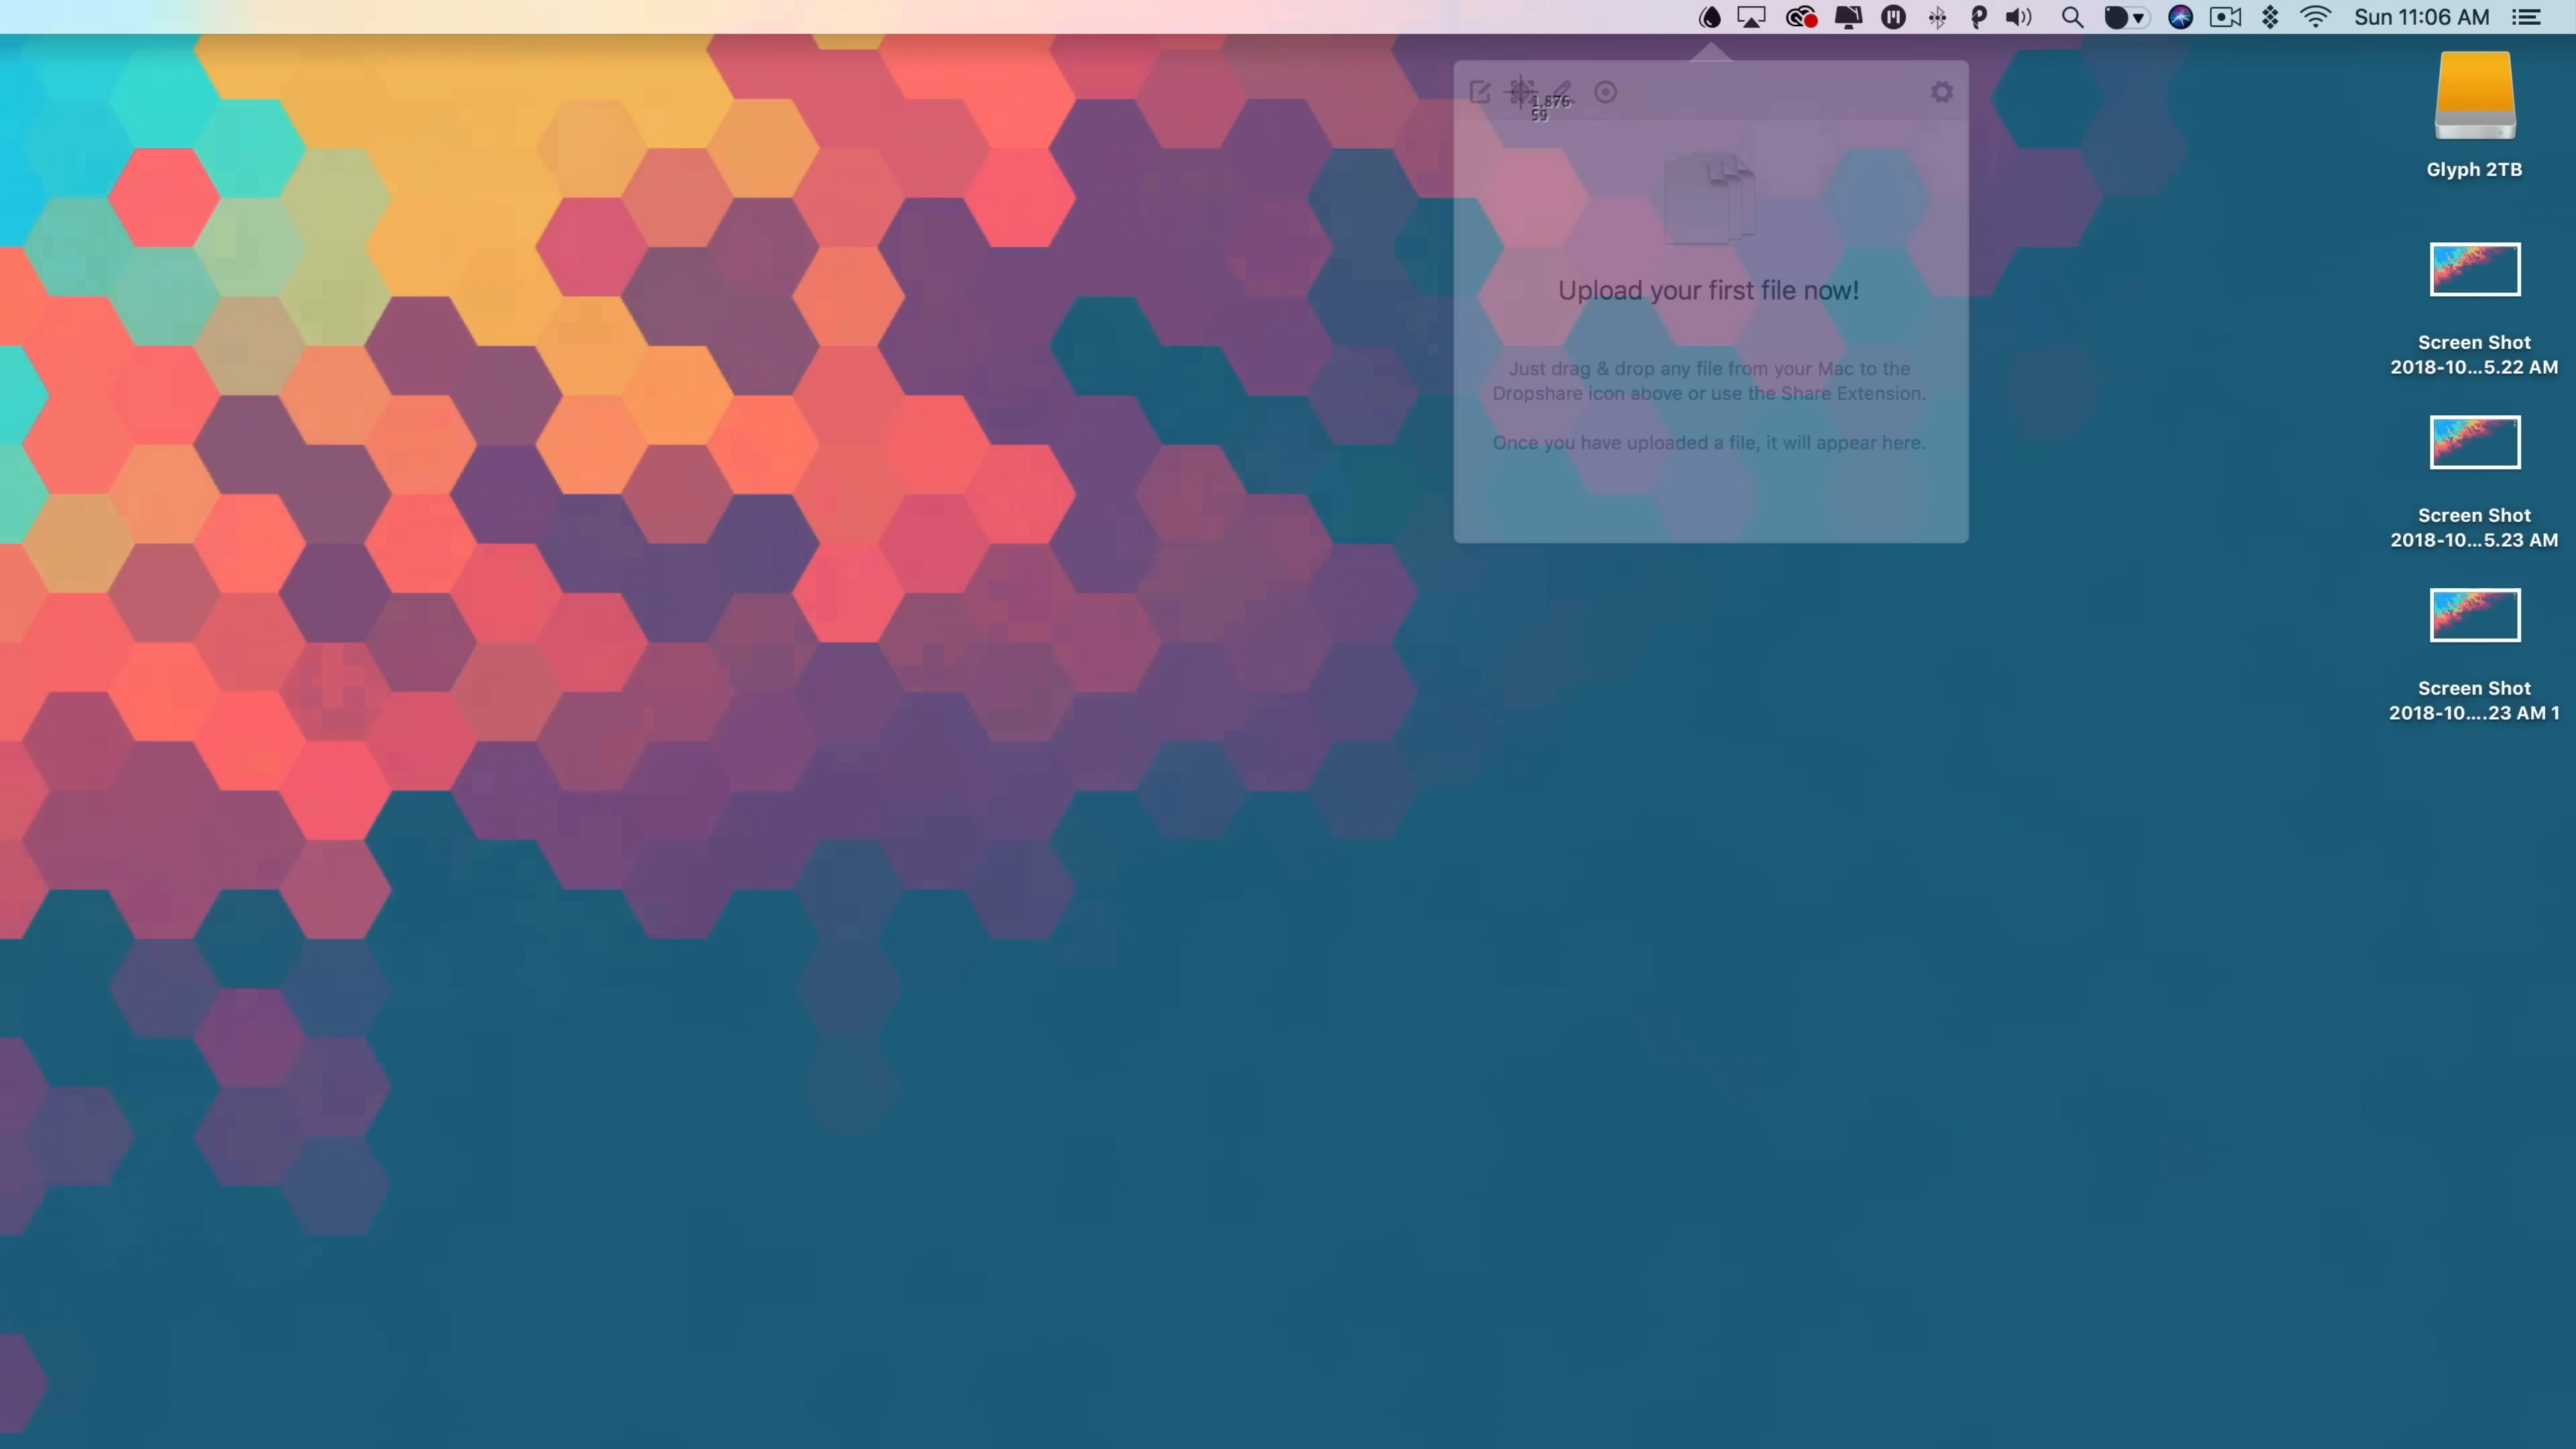 Sun 11:06 AM
1,876
59
Upload your first file now!
Just drag & drop any file from your Mac to the
Dropshare icon above or use the Share Extension.
Once you have uploaded a file, it will appear here.
Glyph 2TB
Screen Shot
2018-10...5.22 AM
Screen Shot
2018-10...5.23 AM
Screen Shot
2018-10....23 AM 1